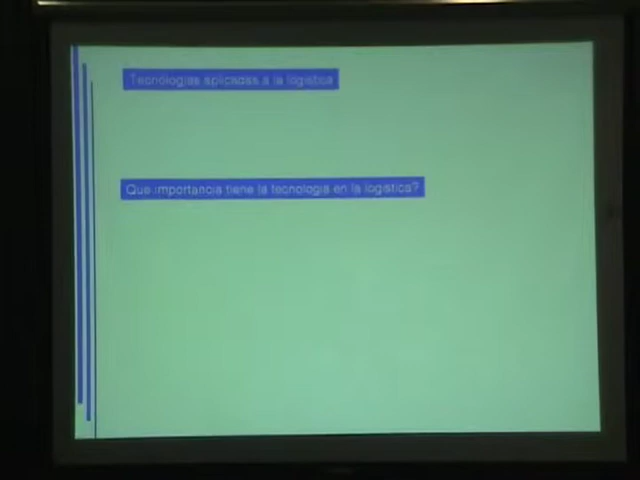 Tecnologias aplicadas a la logistica
Que importancia tiene la tecnologia en la logistica?